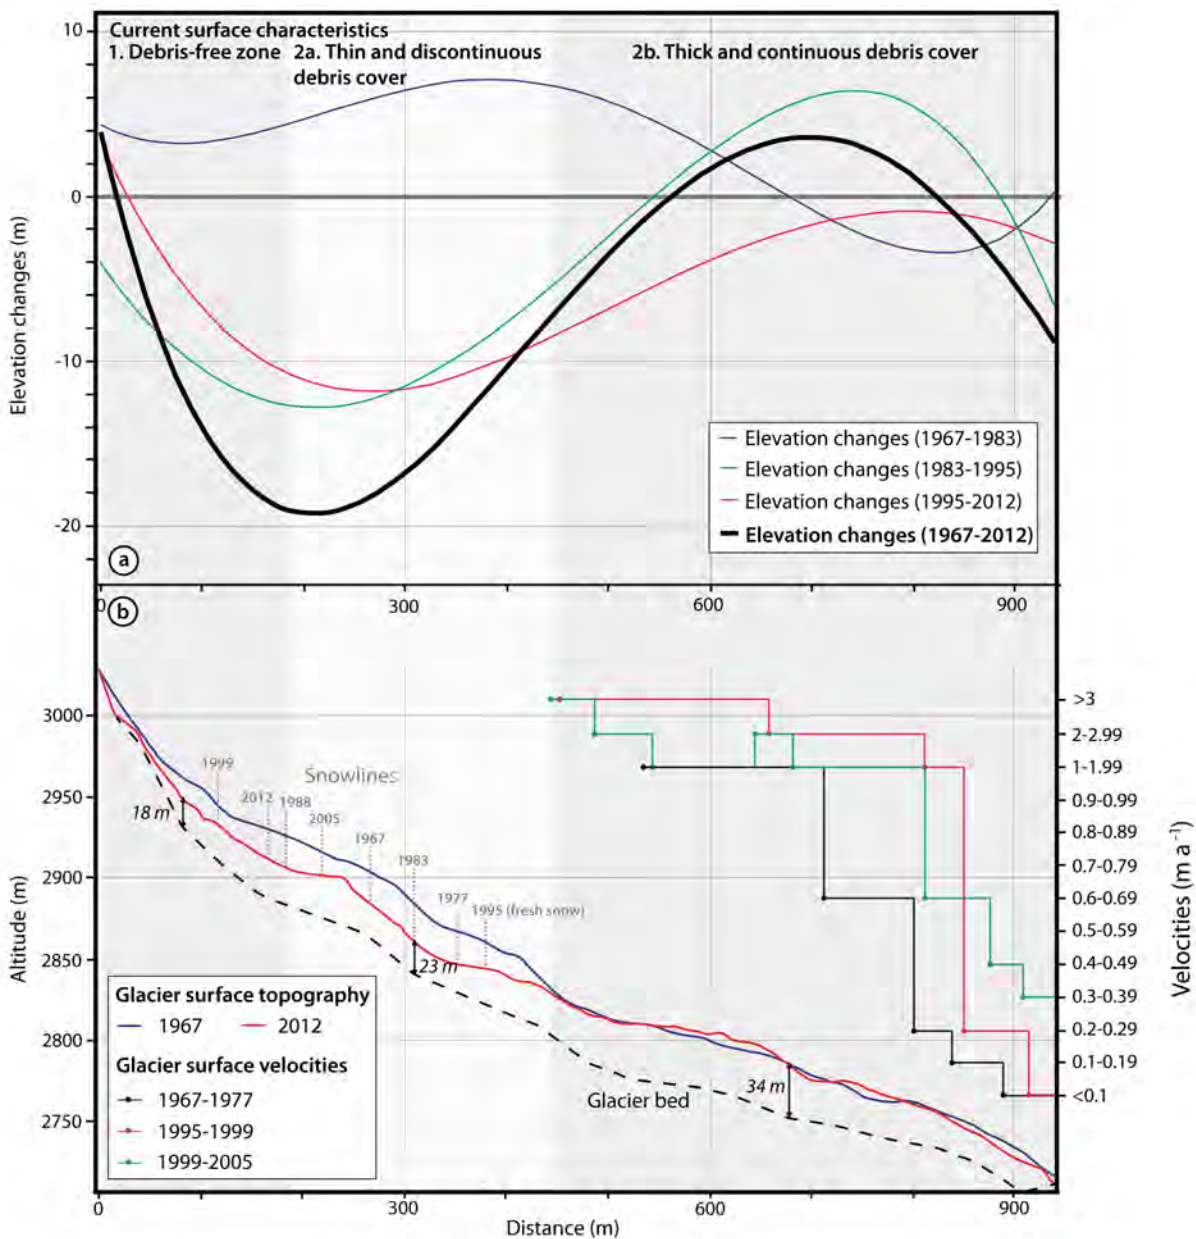 Current surface characteristics
1. Debris-free zone
2a. Thin and discontinuous
debris cover
2b. Thick and continuous debris cover
10
0
-10
-20
Elevation changes (m)
Elevation changes (1967-1983)
Elevation changes (1983-1995)
Elevation changes (1995-2012)
Elevation changes (1967-2012)
a
0
300
600
900
b
3000
2950
2900
2850
2800
2750
Altitude (m)
Snowlines
1999
2012
1988
2005
1967
1983
1977
1995 (fresh snow)
18 m
23 m
34 m
Glacier bed
>3
2-2.99
1-1.99
0.9-0.99
0.8-0.89
0.7-0.79
0.6-0.69
0.5-0.59
0.4-0.49
0.3-0.39
0.2-0.29
0.1-0.19
<0.1
Velocities (m a⁻¹)
Glacier surface topography
1967
2012
Glacier surface velocities
1967-1977
1995-1999
1999-2005
0
300
600
900
Distance (m)